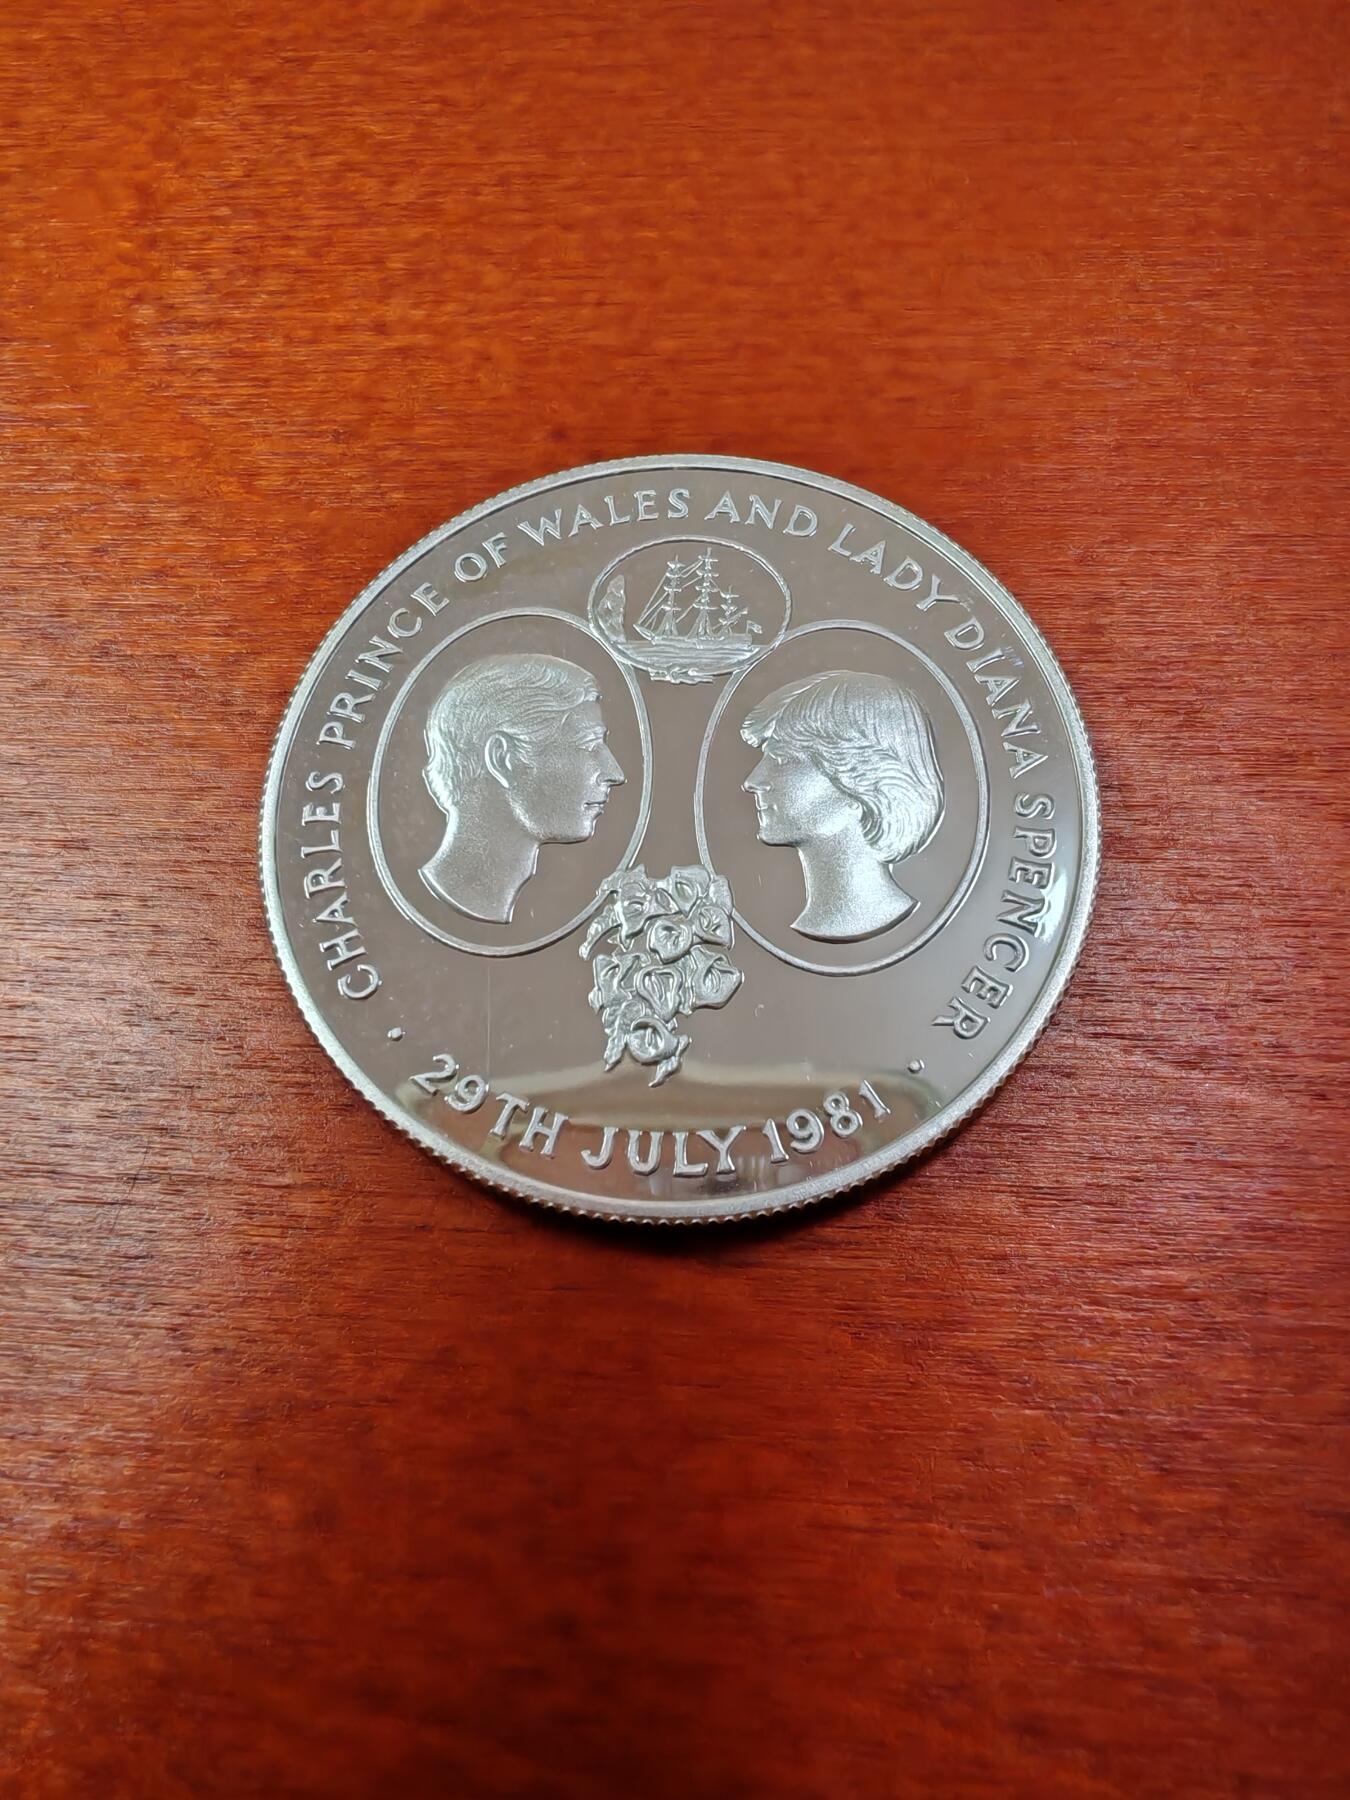 CHARLES PRINCE OF WALES AND LADY DIANA SPENCER
· 29TH JULY 1981 ·